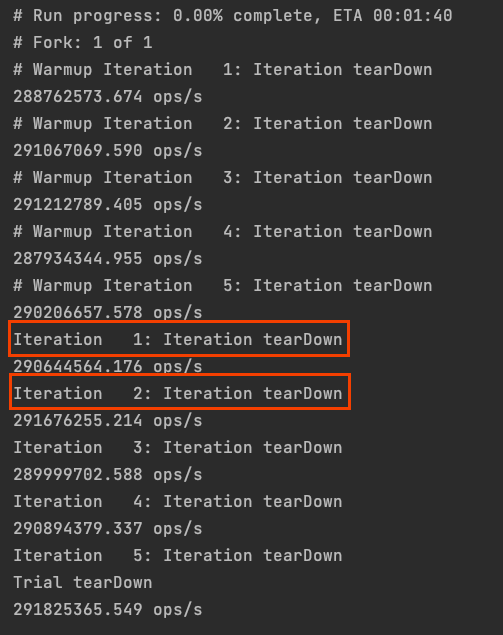 # Run progress: 0.00% complete, ETA 00:01:40
# Fork: 1 of 1
# Warmup Iteration   1: Iteration tearDown
288762573.674 ops/s
# Warmup Iteration   2: Iteration tearDown
291067069.590 ops/s
# Warmup Iteration   3: Iteration tearDown
291212789.405 ops/s
# Warmup Iteration   4: Iteration tearDown
287934344.955 ops/s
# Warmup Iteration   5: Iteration tearDown
290206657.578 ops/s
Iteration   1: Iteration tearDown
290644564.176 ops/s
Iteration   2: Iteration tearDown
291676255.214 ops/s
Iteration   3: Iteration tearDown
289999702.588 ops/s
Iteration   4: Iteration tearDown
290894379.337 ops/s
Iteration   5: Iteration tearDown
Trial tearDown
291825365.549 ops/s